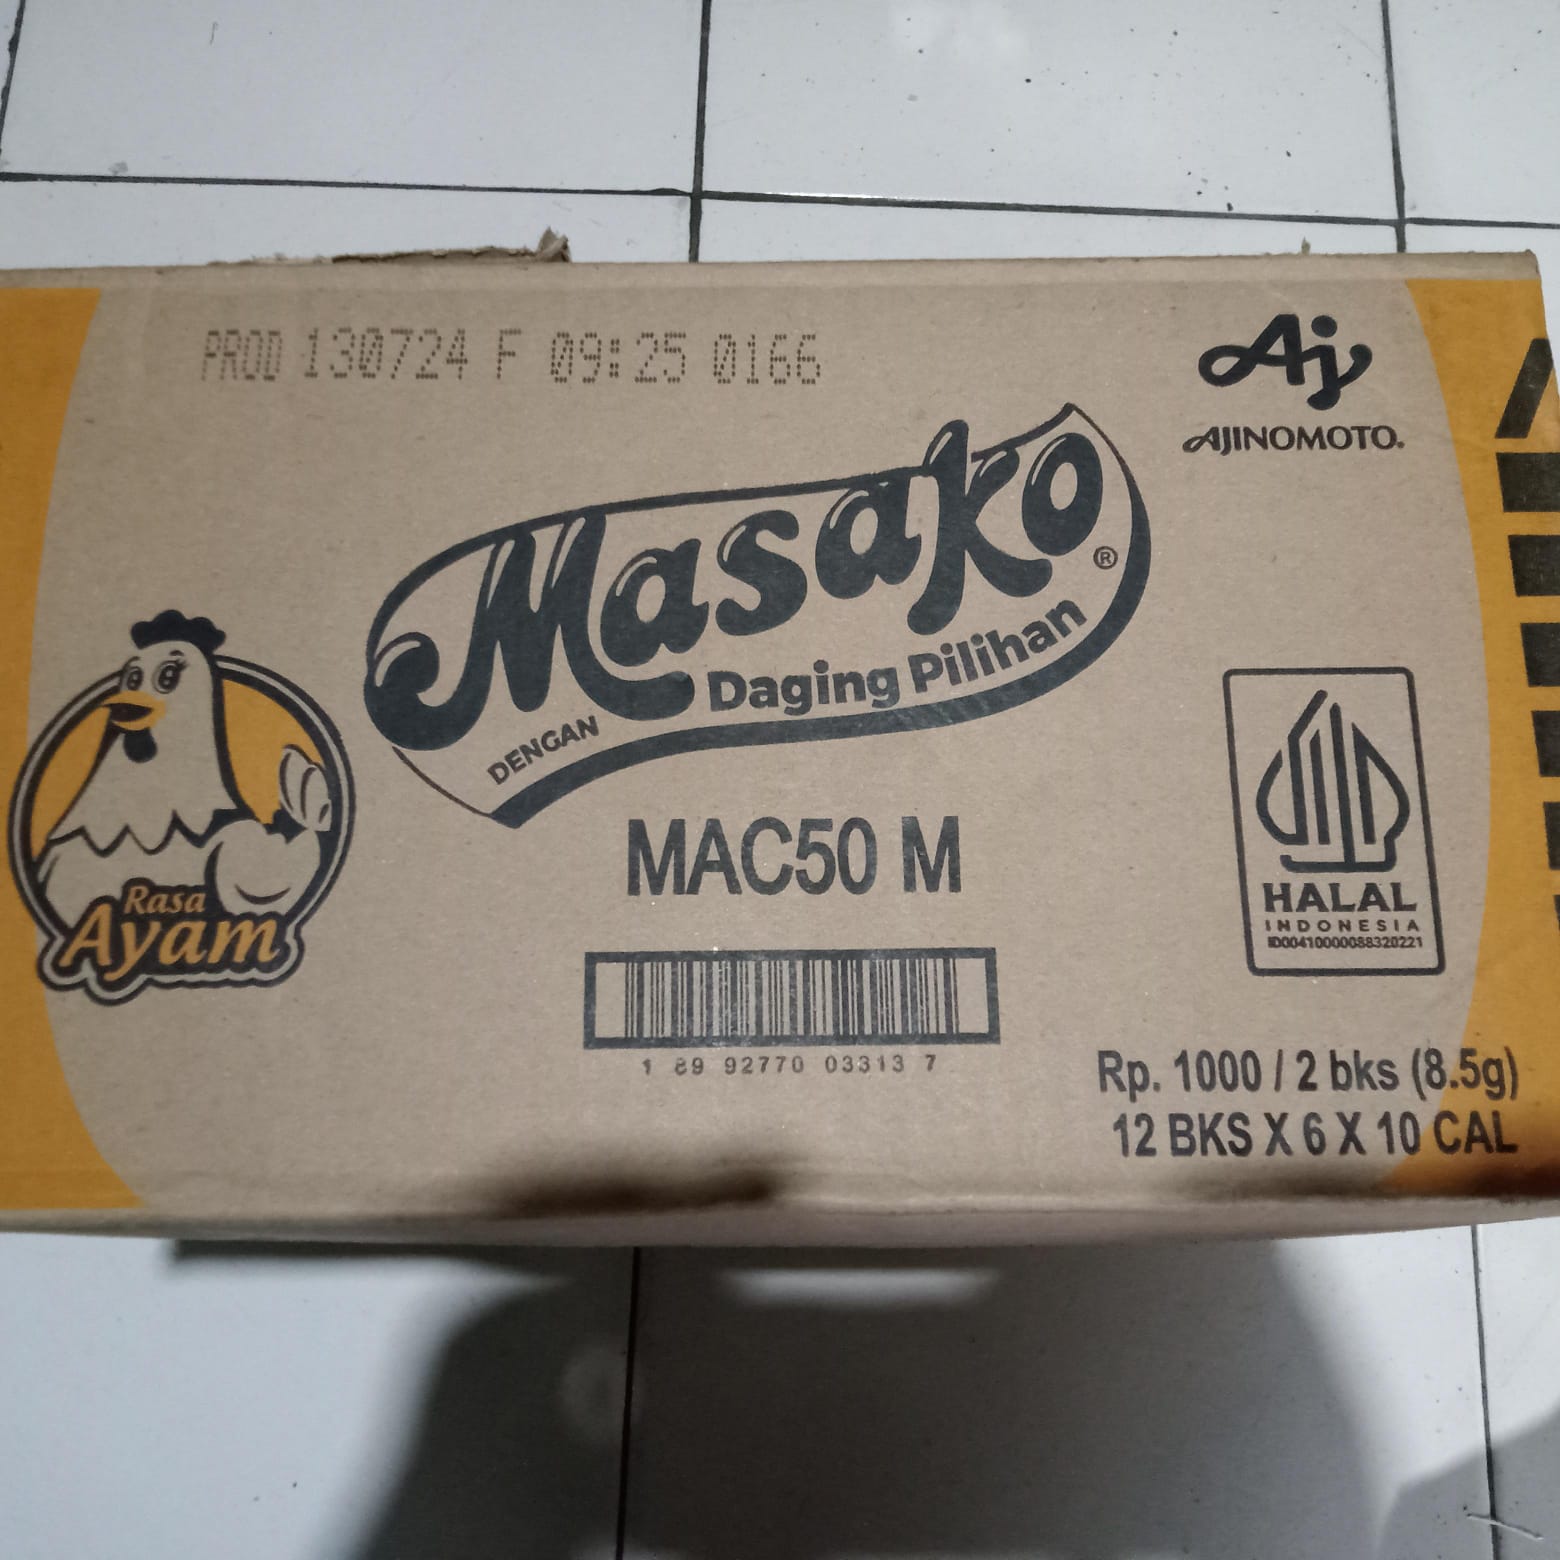 PROD 130724 F 09:25 0166
Aj
AJINOMOTO®
Masako®
DENGAN Daging Pilihan
Rasa
Ayam
MAC50 M
HALAL
INDONESIA
ID00410000088320221
1 89 92770 03313 7
Rp. 1000 / 2 bks (8.5g)
12 BKS X 6 X 10 CAL